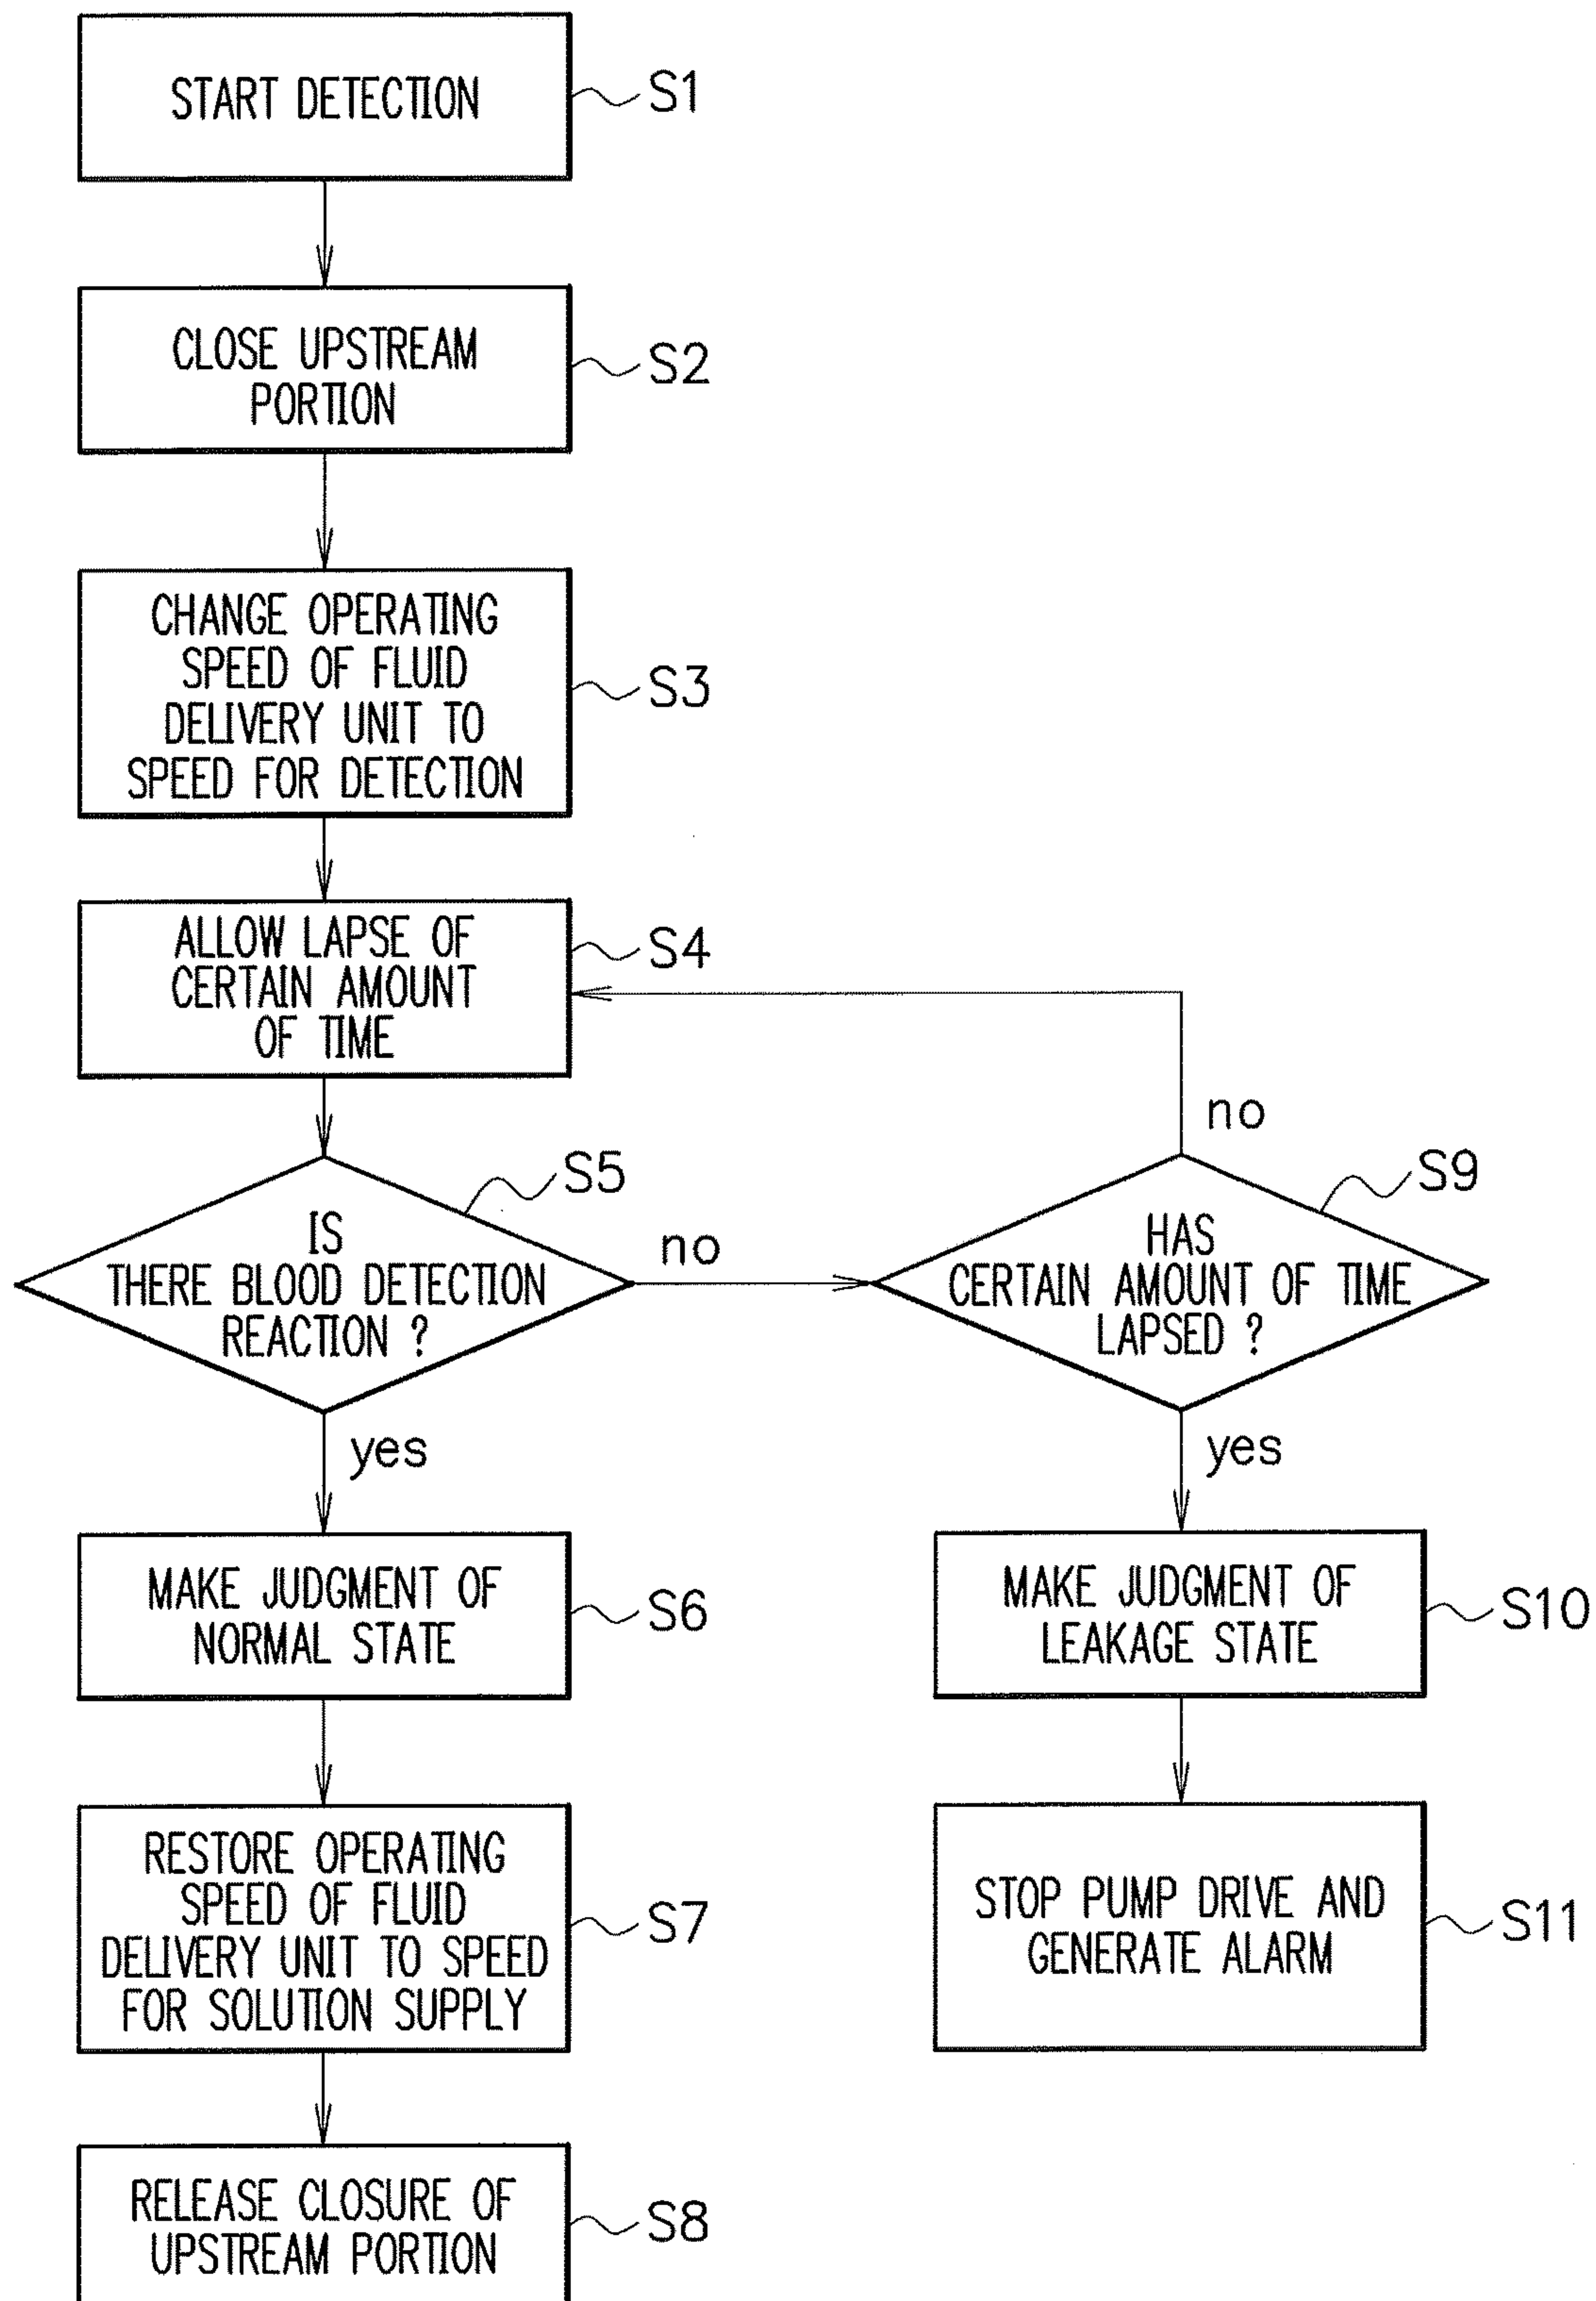 START DETECTION
S1
CLOSE UPSTREAM
PORTION
S2
CHANGE OPERATING
SPEED OF FLUID
DELIVERY UNIT TO
SPEED FOR DETECTION
S3
ALLOW LAPSE OF
CERTAIN AMOUNT
OF TIME
S4
IS
THERE BLOOD DETECTION
REACTION ?
S5
no
yes
HAS
CERTAIN AMOUNT OF TIME
LAPSED ?
S9
no
yes
MAKE JUDGMENT OF
NORMAL STATE
S6
MAKE JUDGMENT OF
LEAKAGE STATE
S10
RESTORE OPERATING
SPEED OF FLUID
DELIVERY UNIT TO SPEED
FOR SOLUTION SUPPLY
S7
STOP PUMP DRIVE AND
GENERATE ALARM
S11
RELEASE CLOSURE OF
UPSTREAM PORTION
S8